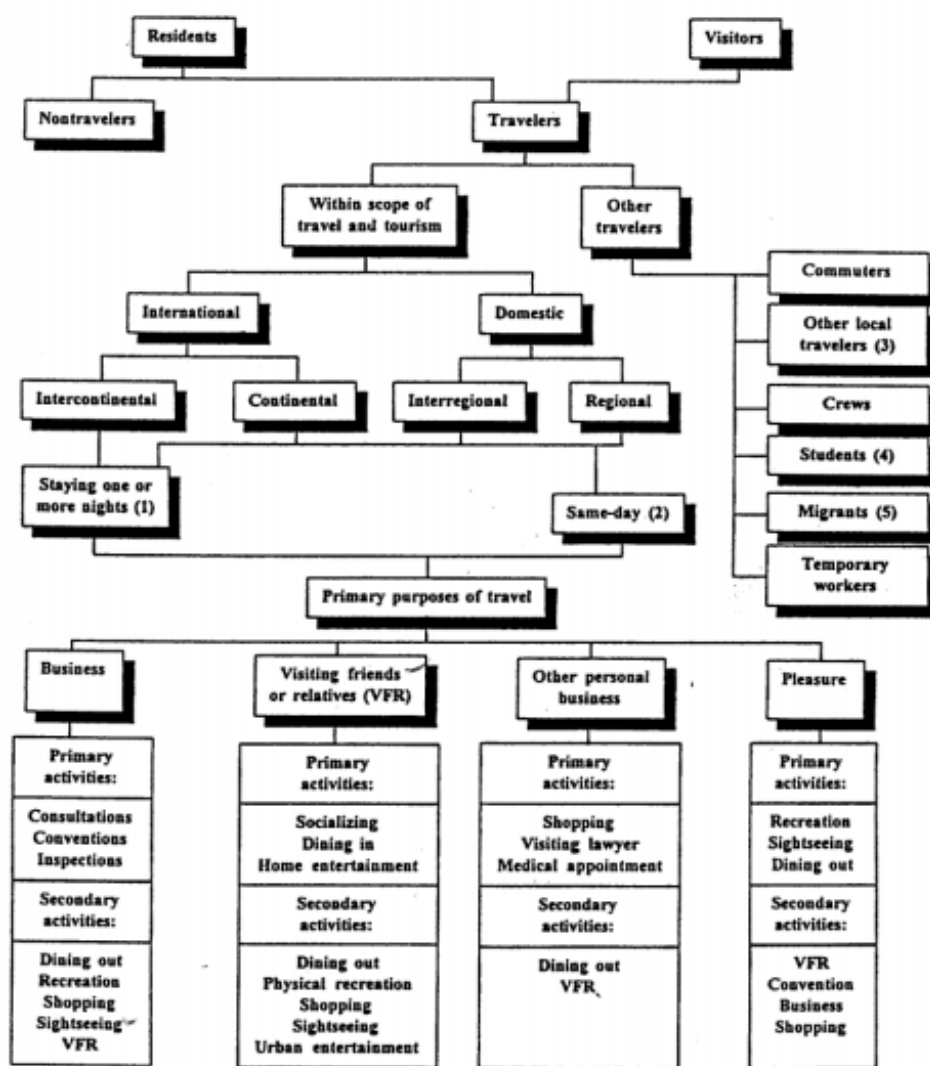 Residents
Visitors
Nontravelers
Travelers
Within scope of
travel and tourism
Other
travelers
Commuters
International
Domestic
Other local
travelers (3)
Intercontinental
Continental
Interregional
Regional
Crews
Students (4)
Staying one or
more nights (1)
Same-day (2)
Migrants (5)
Temporary
workers
Primary purposes of travel
Business
Visiting friends
or relatives (VFR)
Other personal
business
Pleasure
Primary
activities:
Consultations
Conventions
Inspections
Secondary
activities:
Dining out
Recreation
Shopping
Sightseeing
VFR
Primary
activities:
Socializing
Dining in
Home entertainment
Secondary
activities:
Dining out
Physical recreation
Shopping
Sightseeing
Urban entertainment
Primary
activities:
Shopping
Visiting lawyer
Medical appointment
Secondary
activities:
Dining out
VFR
Primary
activities:
Recreation
Sightseeing
Dining out
Secondary
activities:
VFR
Convention
Business
Shopping